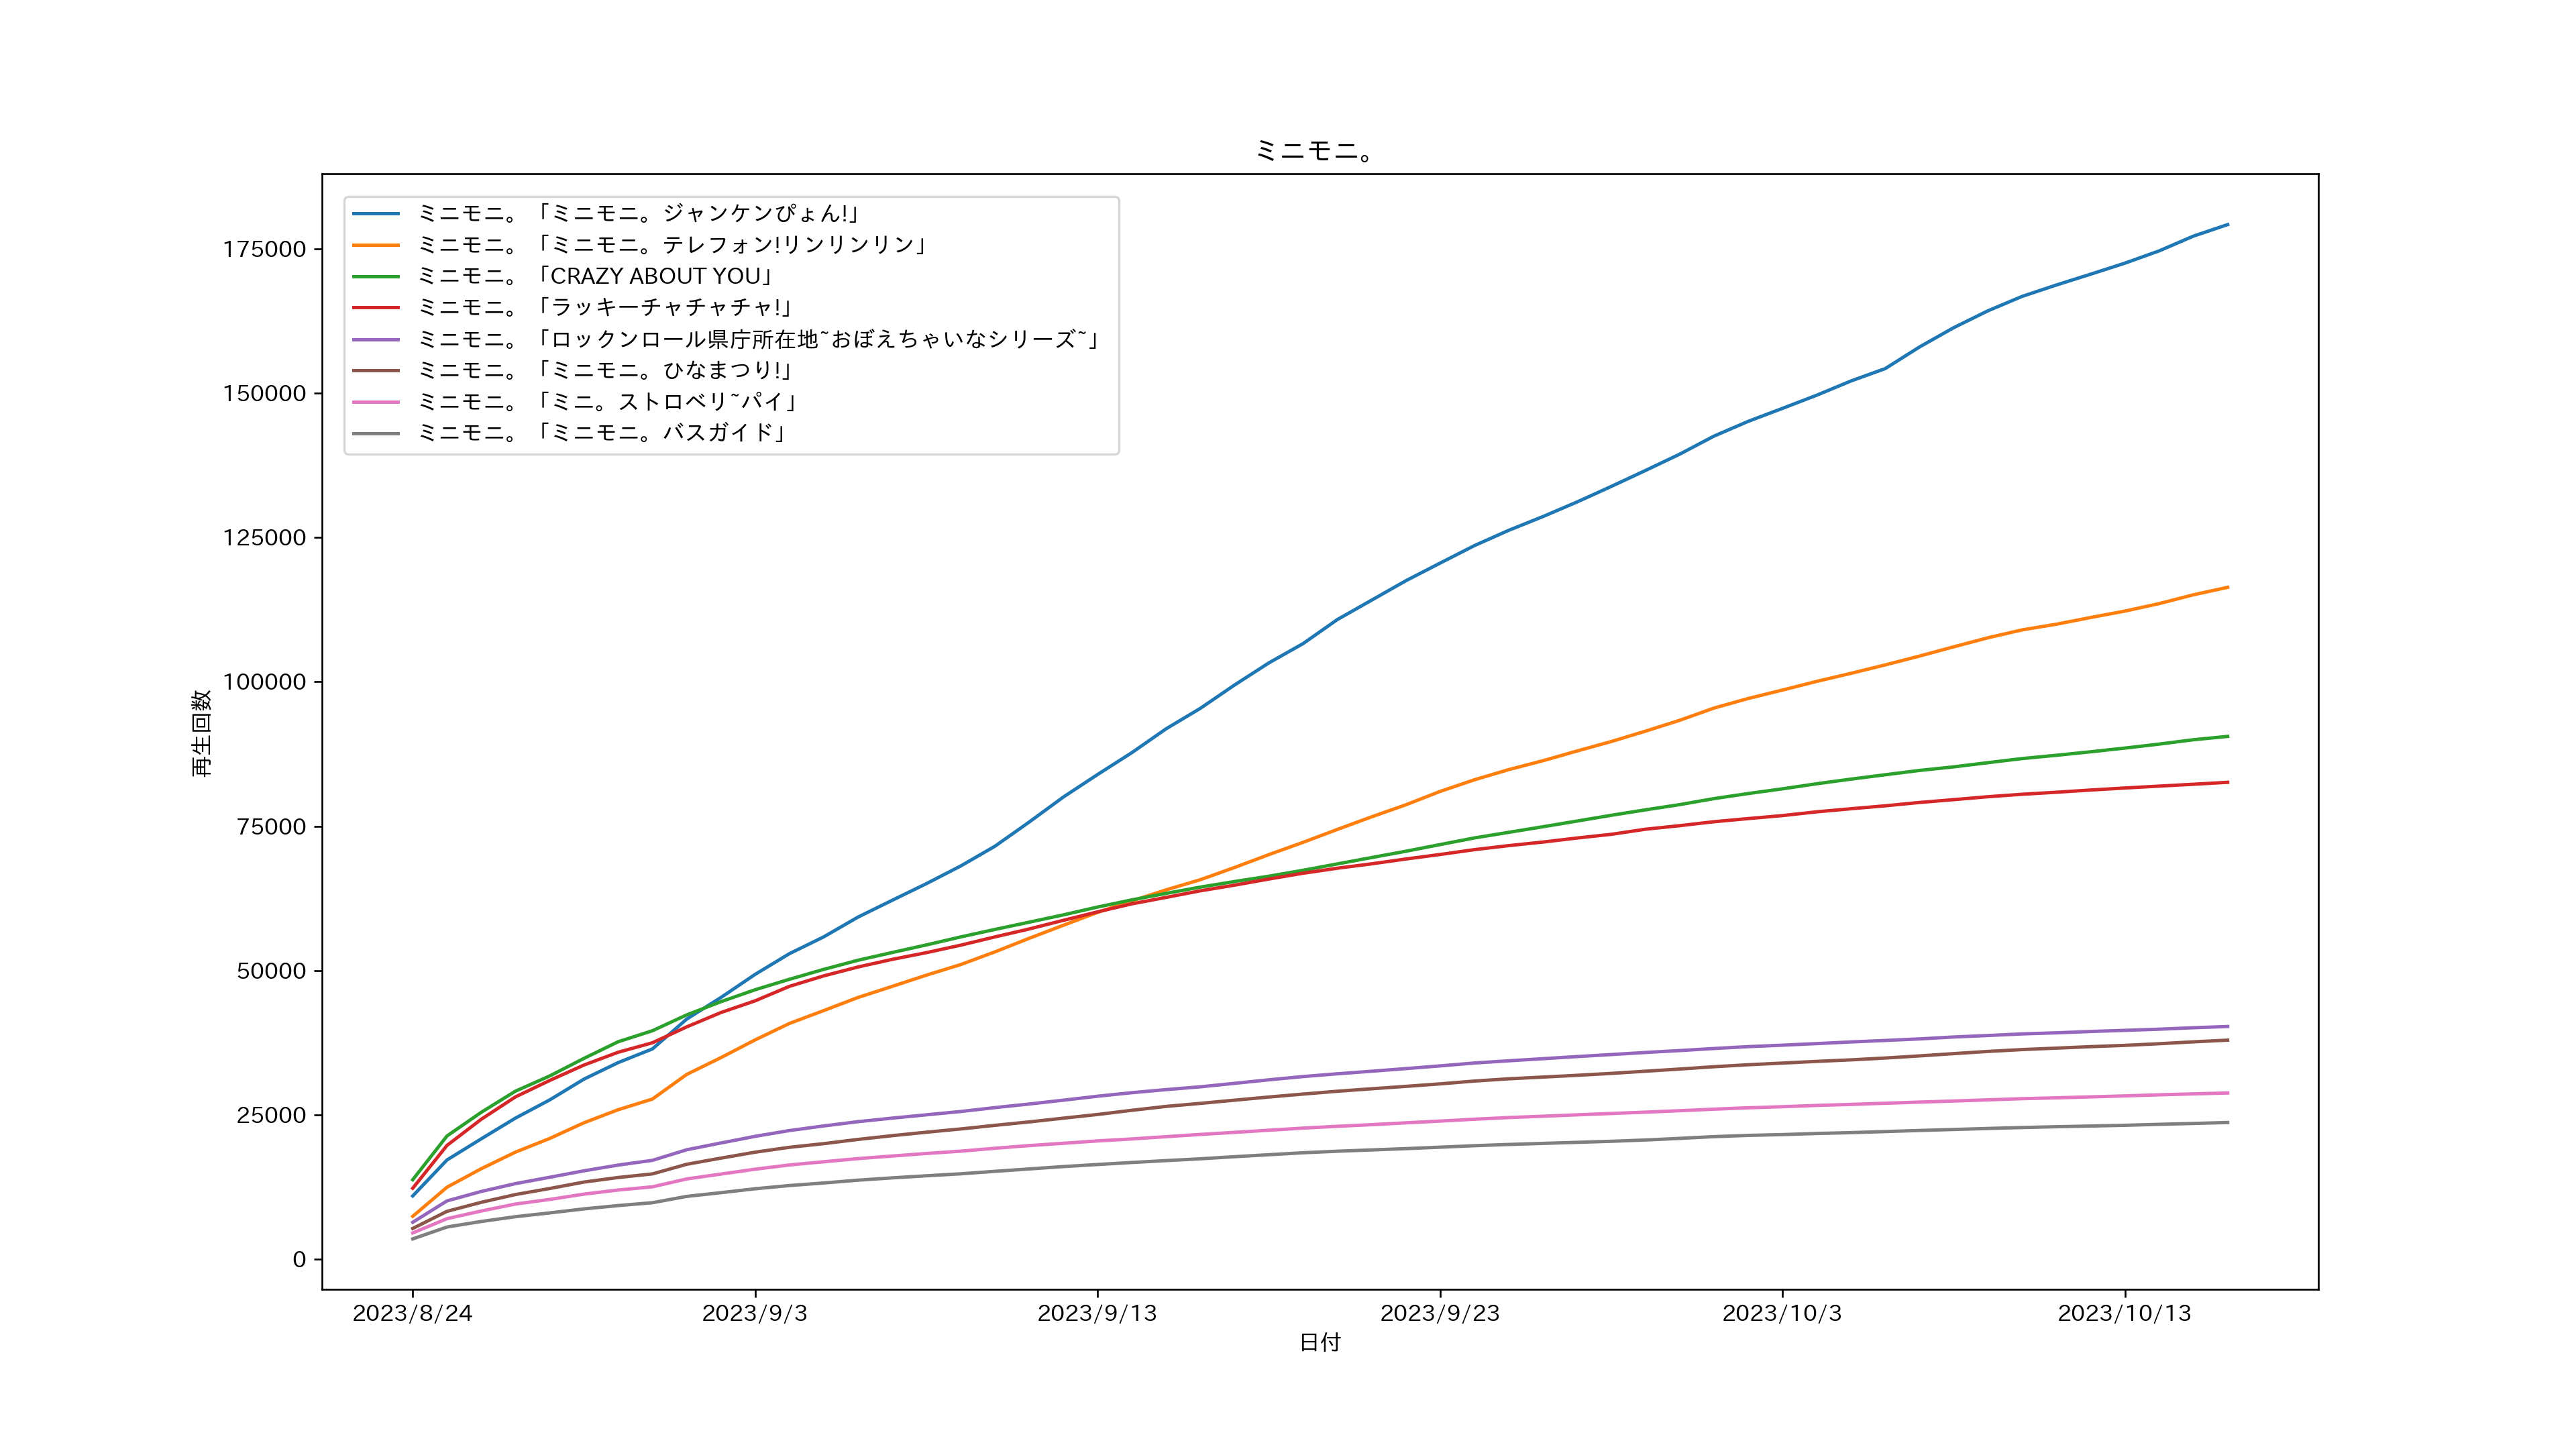 ミニモニ。
ミニモニ。「ミニモニ。ジャンケンぴょん!」
ミニモニ。「ミニモニ。テレフォン!リンリンリン」
ミニモニ。「CRAZY ABOUT YOU」
ミニモニ。「ラッキーチャチャチャ!」
ミニモニ。「ロックンロール県庁所在地~おぼえちゃいなシリーズ~」
ミニモニ。「ミニモニ。ひなまつり!」
ミニモニ。「ミニ。ストロベリ~パイ」
ミニモニ。「ミニモニ。バスガイド」
175000
150000
125000
100000
75000
50000
25000
0
再生回数
2023/8/24
2023/9/3
2023/9/13
2023/9/23
2023/10/3
2023/10/13
日付